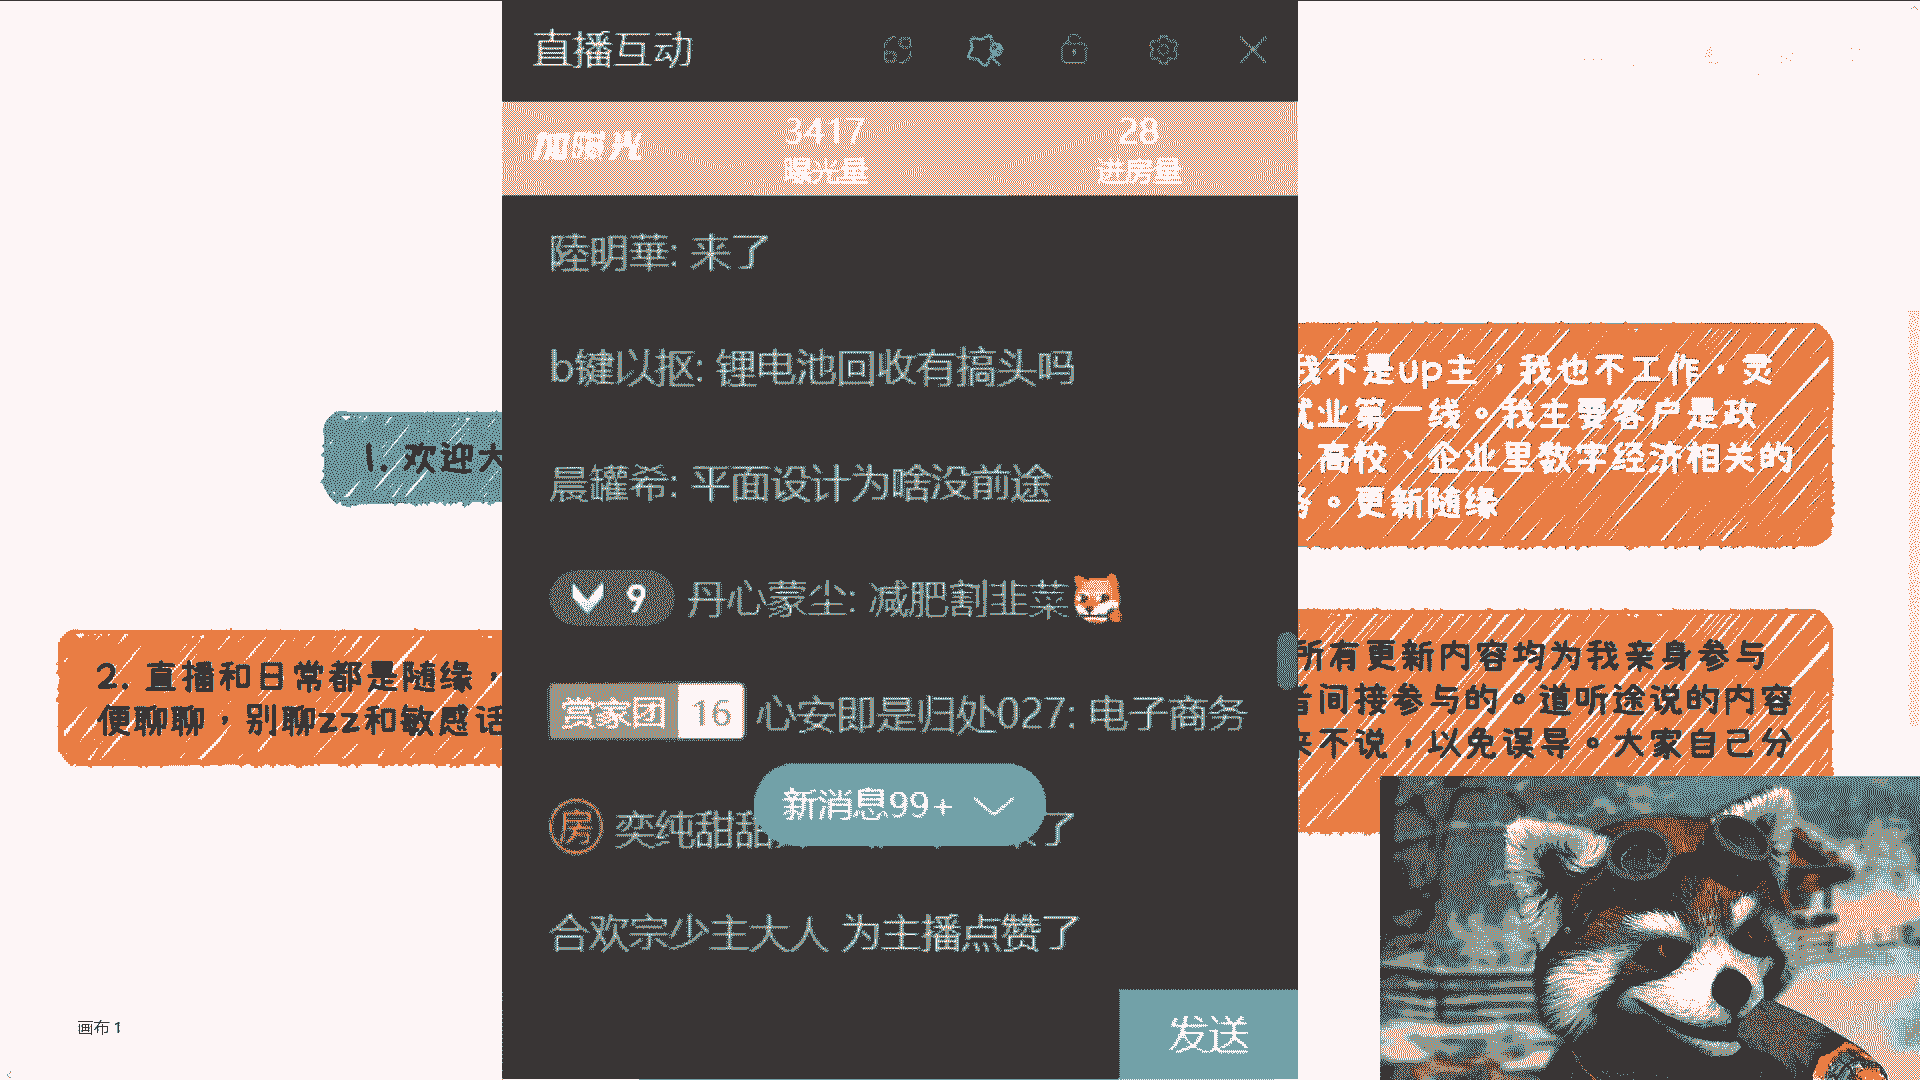 直播互动
加曝光
3417
曝光量
28
进房量
陸明華: 来了
b键以抠: 锂电池回收有搞头吗
晨罐希: 平面设计为啥没前途
9 丹心蒙尘: 减肥割韭菜
赏家团 16 心安即是归处027: 电子商务
新消息99+
房 奕纯甜甜 了
合欢宗少主大人 为主播点赞了
发送
1. 欢迎大
2. 直播和日常都是随缘，
便聊聊，别聊zz和敏感话
我不是up主，我也不工作，灵
就业第一线。我主要客户是政
、高校、企业里数字经济相关的
务。更新随缘
所有更新内容均为我亲身参与
者间接参与的。道听途说的内容
来不说，以免误导。大家自己分
画布 1